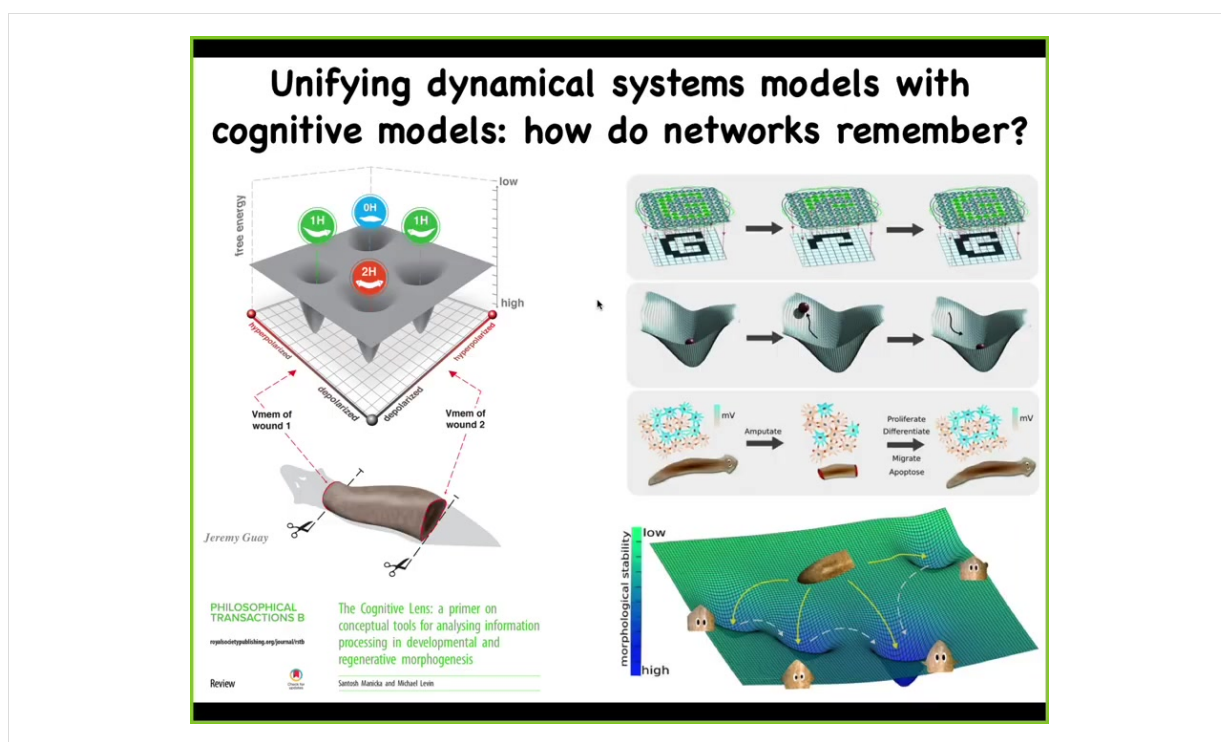 Unifying dynamical systems models with
cognitive models: how do networks remember?
free energy
low
high
1H
0H
1H
2H
hyperpolarized
depolarized
depolarized
hyperpolarized
Vmem of
wound 1
Vmem of
wound 2
Jeremy Guay
PHILOSOPHICAL
TRANSACTIONS B
royalsocietypublishing.org/journal/rstb
Review
Check for
updates
The Cognitive Lens: a primer on
conceptual tools for analysing information
processing in developmental and
regenerative morphogenesis
Santosh Manicka and Michael Levin
G
G
mV
Amputate
Proliferate
Differentiate
Migrate
Apoptose
mV
morphological stability
low
high